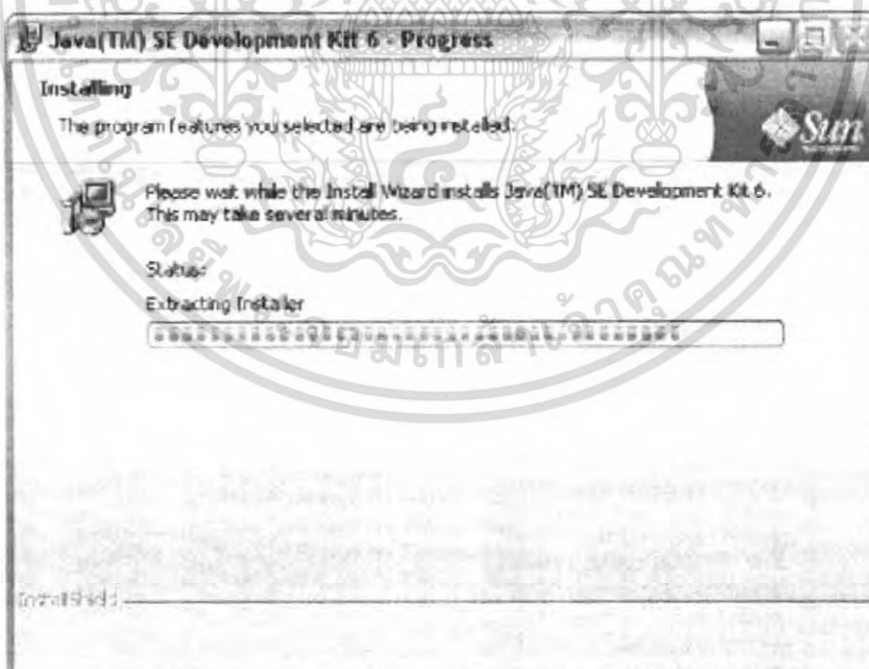 Java(TM) SE Development Kit 6 - Progress
Installing
The program features you selected are being installed.
Sun
Please wait while the Install Wizard installs Java(TM) SE Development Kit 6.
This may take several minutes.
Status:
Extracting Installer
InstallShield